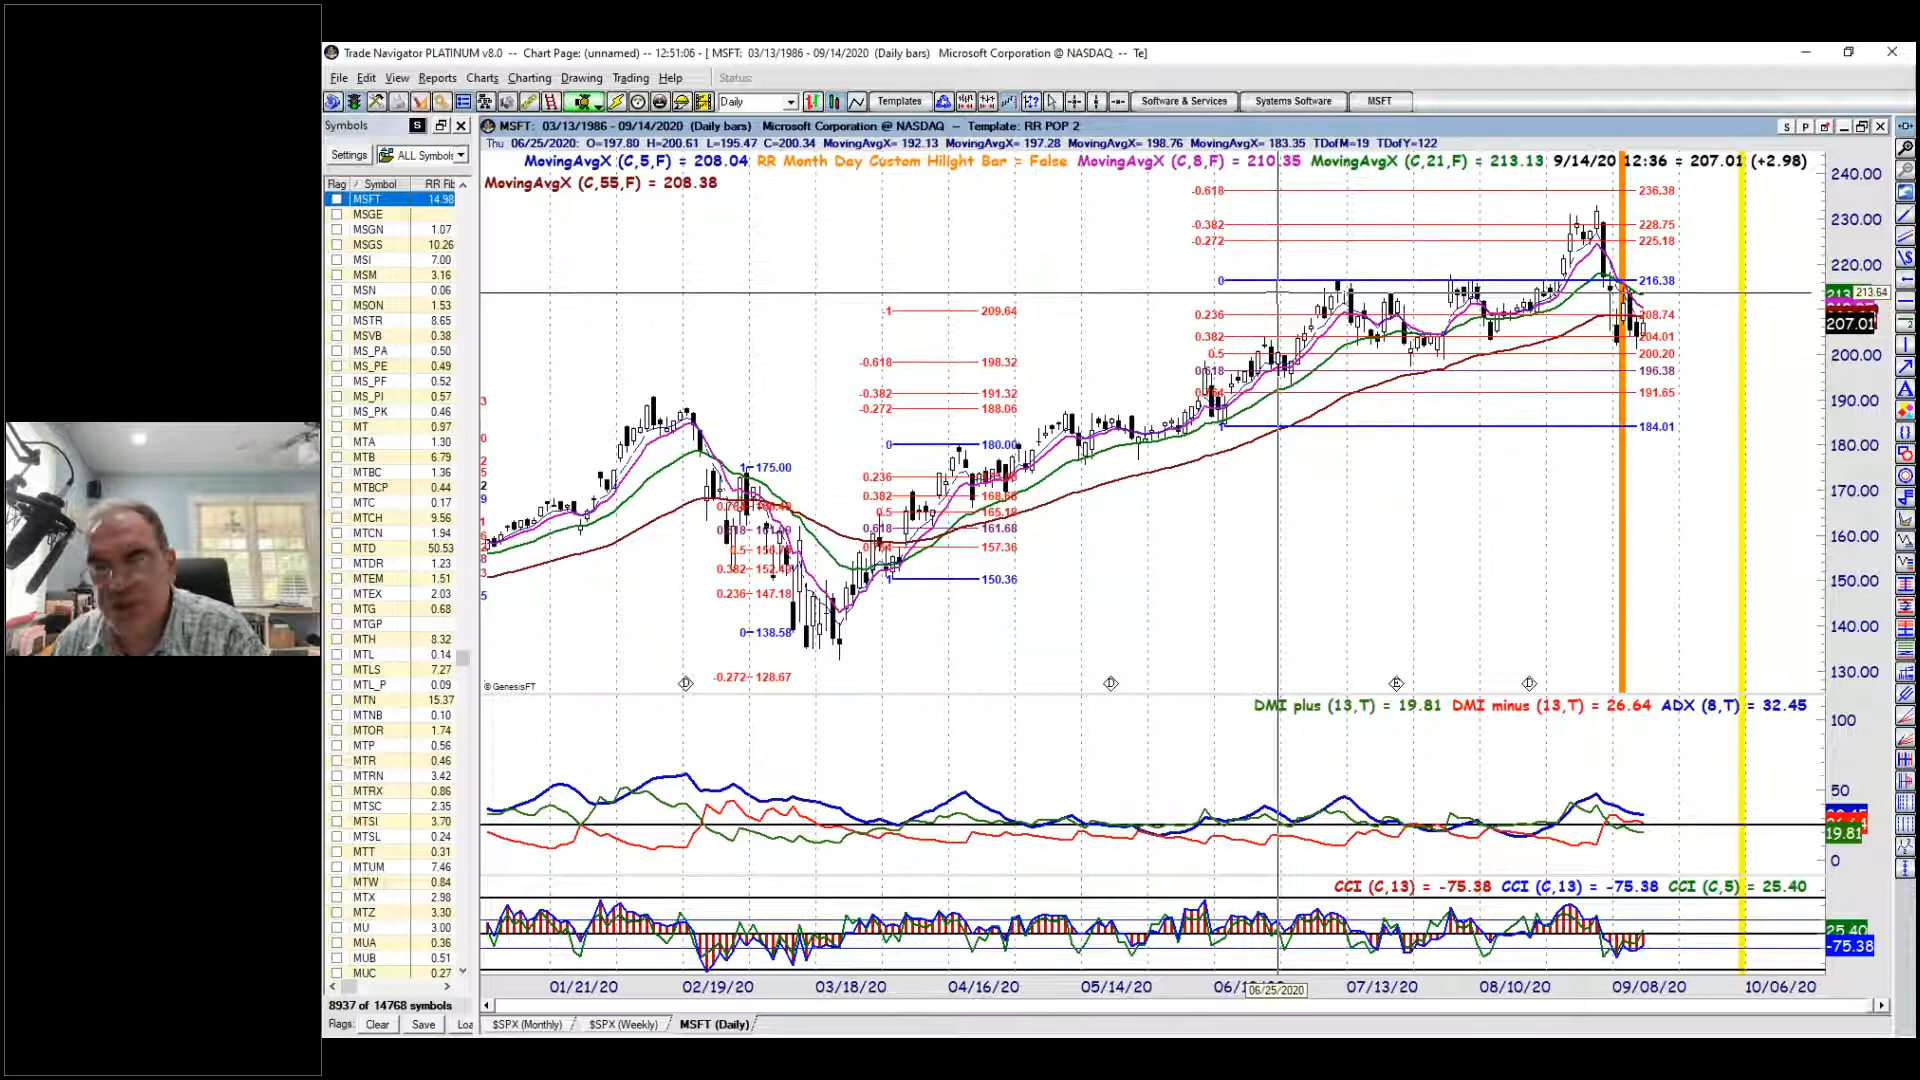 Trade Navigator PLATINUM v8.0 -- Chart Page: (unnamed) -- 12:51:06 - [ MSFT: 03/13/1986 - 09/14/2020 (Daily bars) Microsoft Corporation @ NASDAQ -- Te]
File Edit View Reports Charts Charting Drawing Trading Help Status:
Daily Templates Software & Services Systems Software MSFT
Symbols S
MSFT: 03/13/1986 - 09/14/2020 (Daily bars) Microsoft Corporation @ NASDAQ -- Template: RR POP 2 S P
Thu 06/25/2020; O=197.80 H=200.61 L=195.47 C=200.34 MovingAvgX= 192.13 MovingAvgX= 197.28 MovingAvgX= 198.76 MovingAvgX= 183.35 TDofM=19 TDofY=122
Settings ALL Symbols
MovingAvgX (C,5,F) = 208.04 RR Month Day Custom Hilight Bar = False MovingAvgX (C,8,F) = 210.35 MovingAvgX (C,21,F) = 213.13 9/14/20 12:36 = 207.01 (+2.98)
MovingAvgX (C,55,F) = 208.38
Flag Symbol RR Fib
MSFT 14.98
MSGE
MSGN 1.07
MSGS 10.26
MSI 7.00
MSM 3.16
MSN 0.06
MSON 1.53
MSTR 8.65
MSVB 0.38
MS_PA 0.50
MS_PE 0.49
MS_PF 0.52
MS_PI 0.57
MS_PK 0.46
MT 0.97
MTA 1.30
MTB 6.79
MTBC 1.36
MTBCP 0.44
MTC 0.17
MTCH 9.56
MTCN 1.94
MTD 50.53
MTDR 1.23
MTEM 1.51
MTEX 2.03
MTG 0.68
MTGP
MTH 8.32
MTL 0.14
MTLS 7.27
MTL_P 0.09
MTN 15.37
MTNB 0.10
MTOR 1.74
MTP 0.56
MTR 0.46
MTRN 3.42
MTRX 0.86
MTSC 2.35
MTSI 3.70
MTSL 0.24
MTT 0.31
MTUM 7.46
MTW 0.84
MTX 2.98
MTZ 3.30
MU 3.00
MUA 0.36
MUB 0.51
MUC 0.27
8937 of 14768 symbols
Flags: Clear Save Loa
-0.618 236.38
-0.382 228.75
-0.272 225.18
0 216.38
0.236 208.74
0.382 204.01
0.5 200.20
0.618 196.38
191.65
1 184.01
-1 209.64
-0.618 198.32
-0.382 191.32
-0.272 188.06
0 180.00
0.236
0.382 168.68
0.5 165.18
0.618 161.68
157.36
1 150.36
1 175.00
0.5
0.382 152.49
0.236 147.18
0 138.58
-0.272 128.67
240.00
230.00
220.00
213.64
207.01
200.00
190.00
180.00
170.00
160.00
150.00
140.00
130.00
© GenesisFT
D D E D
DMI plus (13,T) = 19.81 DMI minus (13,T) = 26.64 ADX (8,T) = 32.45
100
50
19.81
0
CCI (C,13) = -75.38 CCI (C,13) = -75.38 CCI (C,5) = 25.40
25.40
-75.38
01/21/20 02/19/20 03/18/20 04/16/20 05/14/20 06/25/2020 07/13/20 08/10/20 09/08/20 10/06/20
$SPX (Monthly) $SPX (Weekly) MSFT (Daily)